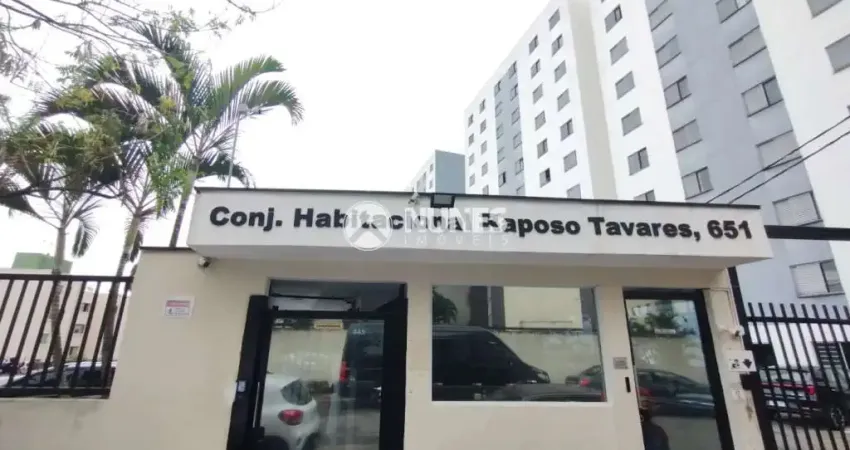 Conj. Habitacional Raposo Tavares, 651
NUNES
IMÓVEIS